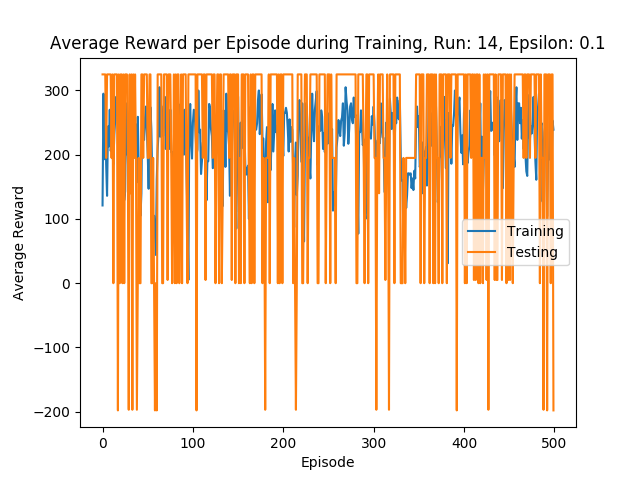 Average Reward per Episode during Training, Run: 14, Epsilon: 0.1
300
200
100
0
−100
−200
Average Reward
Training
Testing
0 100 200 300 400 500
Episode